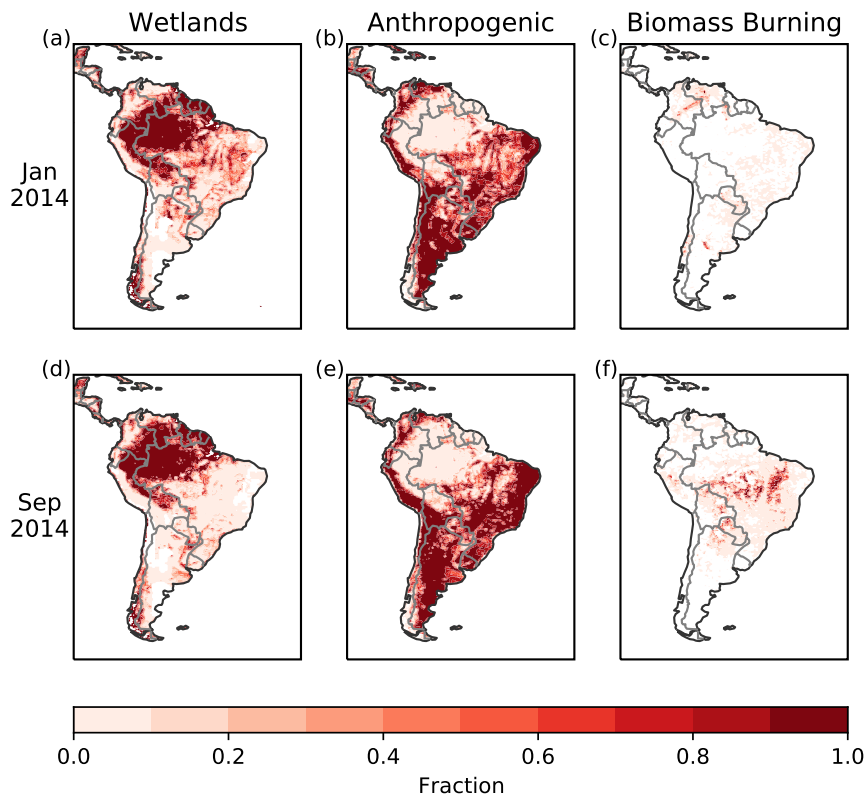 Wetlands Anthropogenic Biomass Burning
(a) (b) (c)
Jan
2014
(d) (e) (f)
Sep
2014
0.0 0.2 0.4 0.6 0.8 1.0
Fraction